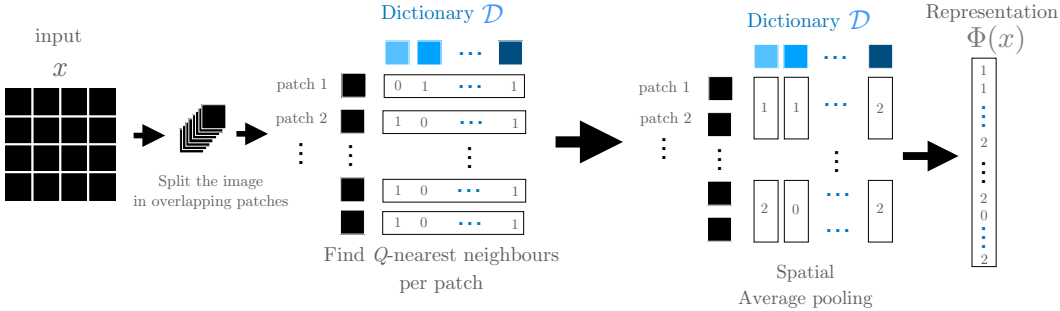 input
x
Split the image
in overlapping patches
Dictionary 𝒟
patch 1
0 1 ... 1
patch 2
1 0 ... 1
1 0 ... 1
1 0 ... 1
Find Q-nearest neighbours
per patch
Dictionary 𝒟
patch 1
patch 2
1 1 ... 2
2 0 ... 2
Spatial
Average pooling
Representation
Φ(x)
1
1
2
2
0
2